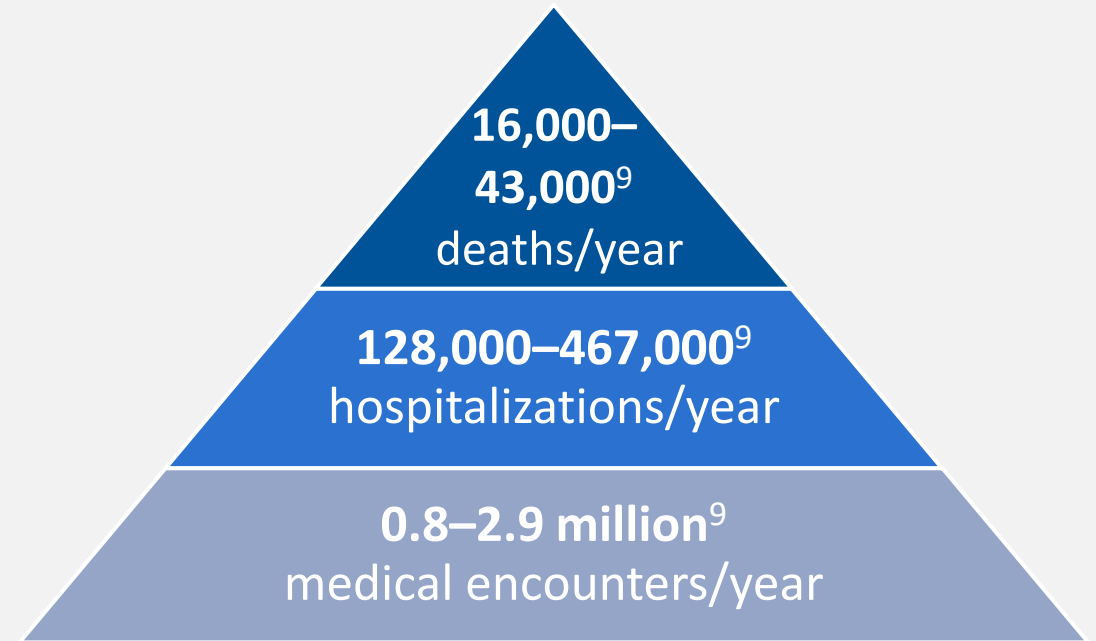 16,000–
43,000⁹
deaths/year
128,000–467,000⁹
hospitalizations/year
0.8–2.9 million⁹
medical encounters/year